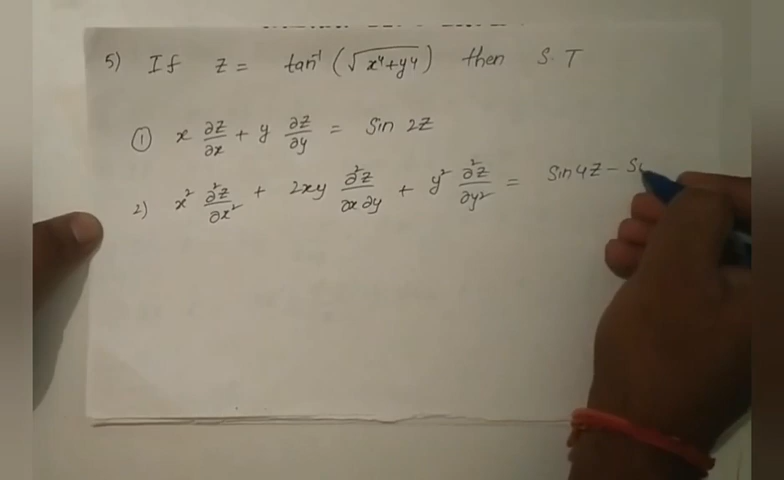 5) If z = tan⁻¹ (√x⁴+y⁴) then S.T
① x ∂z/∂x + y ∂z/∂y = Sin 2z
2) x² ∂²z/∂x² + 2xy ∂²z/∂x∂y + y² ∂²z/∂y² = Sin4z –